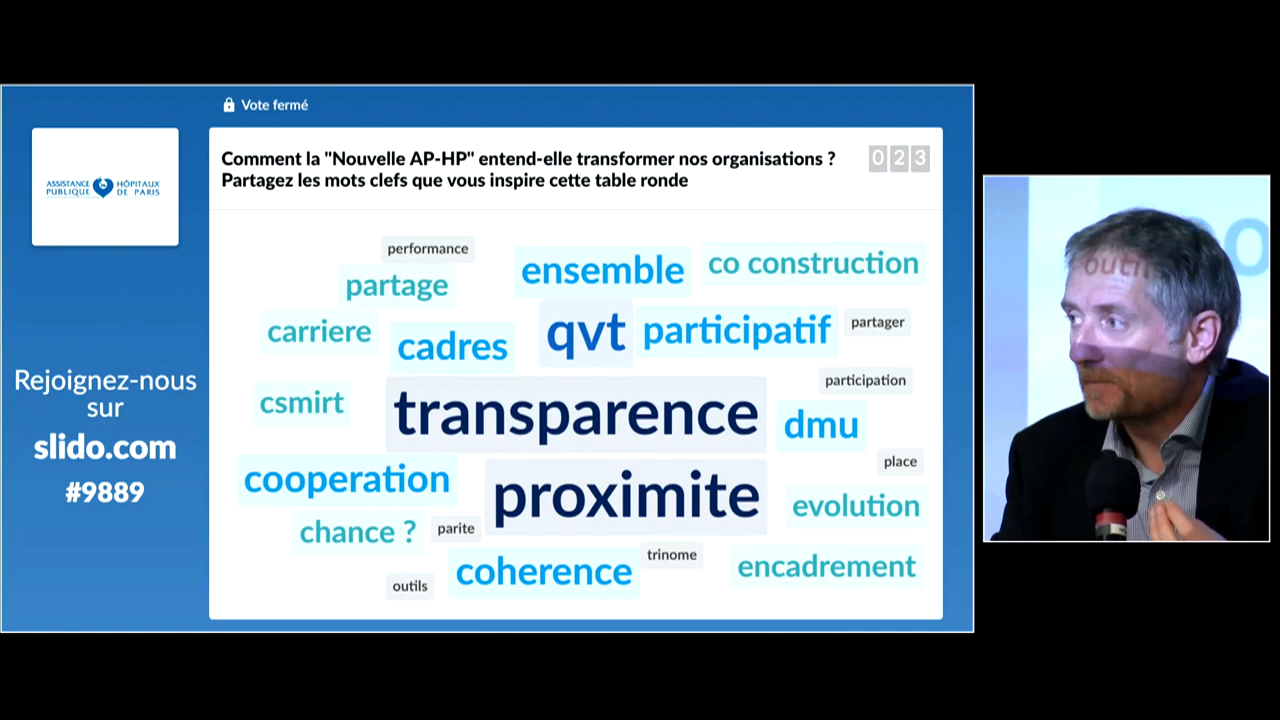 Vote fermé
ASSISTANCE HÔPITAUX
PUBLIQUE DE PARIS
Comment la "Nouvelle AP-HP" entend-elle transformer nos organisations ?
Partagez les mots clefs que vous inspire cette table ronde
023
performance
ensemble
co construction
partage
carriere
cadres
qvt
participatif
partager
participation
csmirt
transparence
dmu
place
cooperation
proximite
evolution
chance ?
parite
trinome
coherence
encadrement
outils
Rejoignez-nous
sur
slido.com
#9889
outils